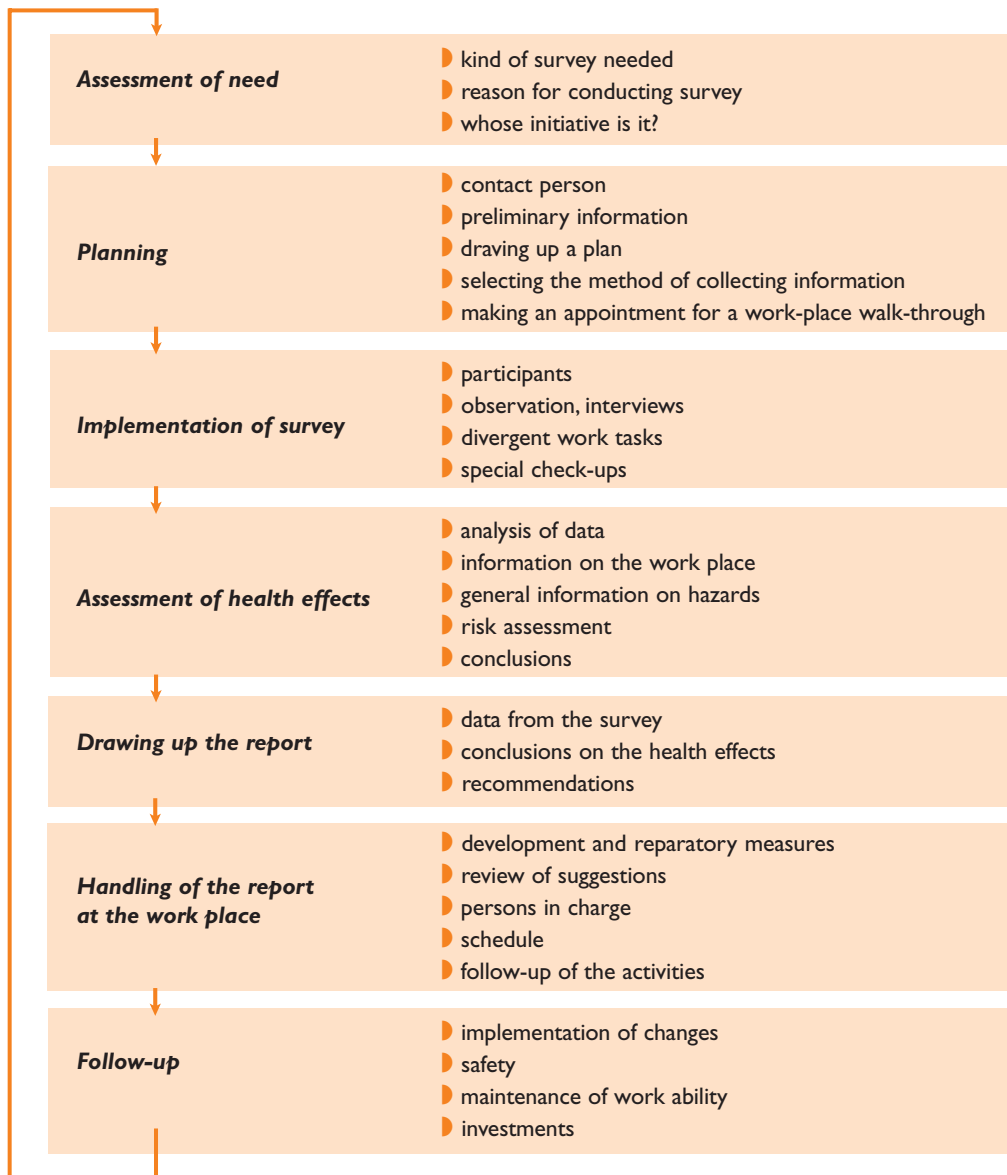 Assessment of need
kind of survey needed
reason for conducting survey
whose initiative is it?
Planning
contact person
preliminary information
draving up a plan
selecting the method of collecting information
making an appointment for a work-place walk-through
Implementation of survey
participants
observation, interviews
divergent work tasks
special check-ups
Assessment of health effects
analysis of data
information on the work place
general information on hazards
risk assessment
conclusions
Drawing up the report
data from the survey
conclusions on the health effects
recommendations
Handling of the report
at the work place
development and reparatory measures
review of suggestions
persons in charge
schedule
follow-up of the activities
Follow-up
implementation of changes
safety
maintenance of work ability
investments